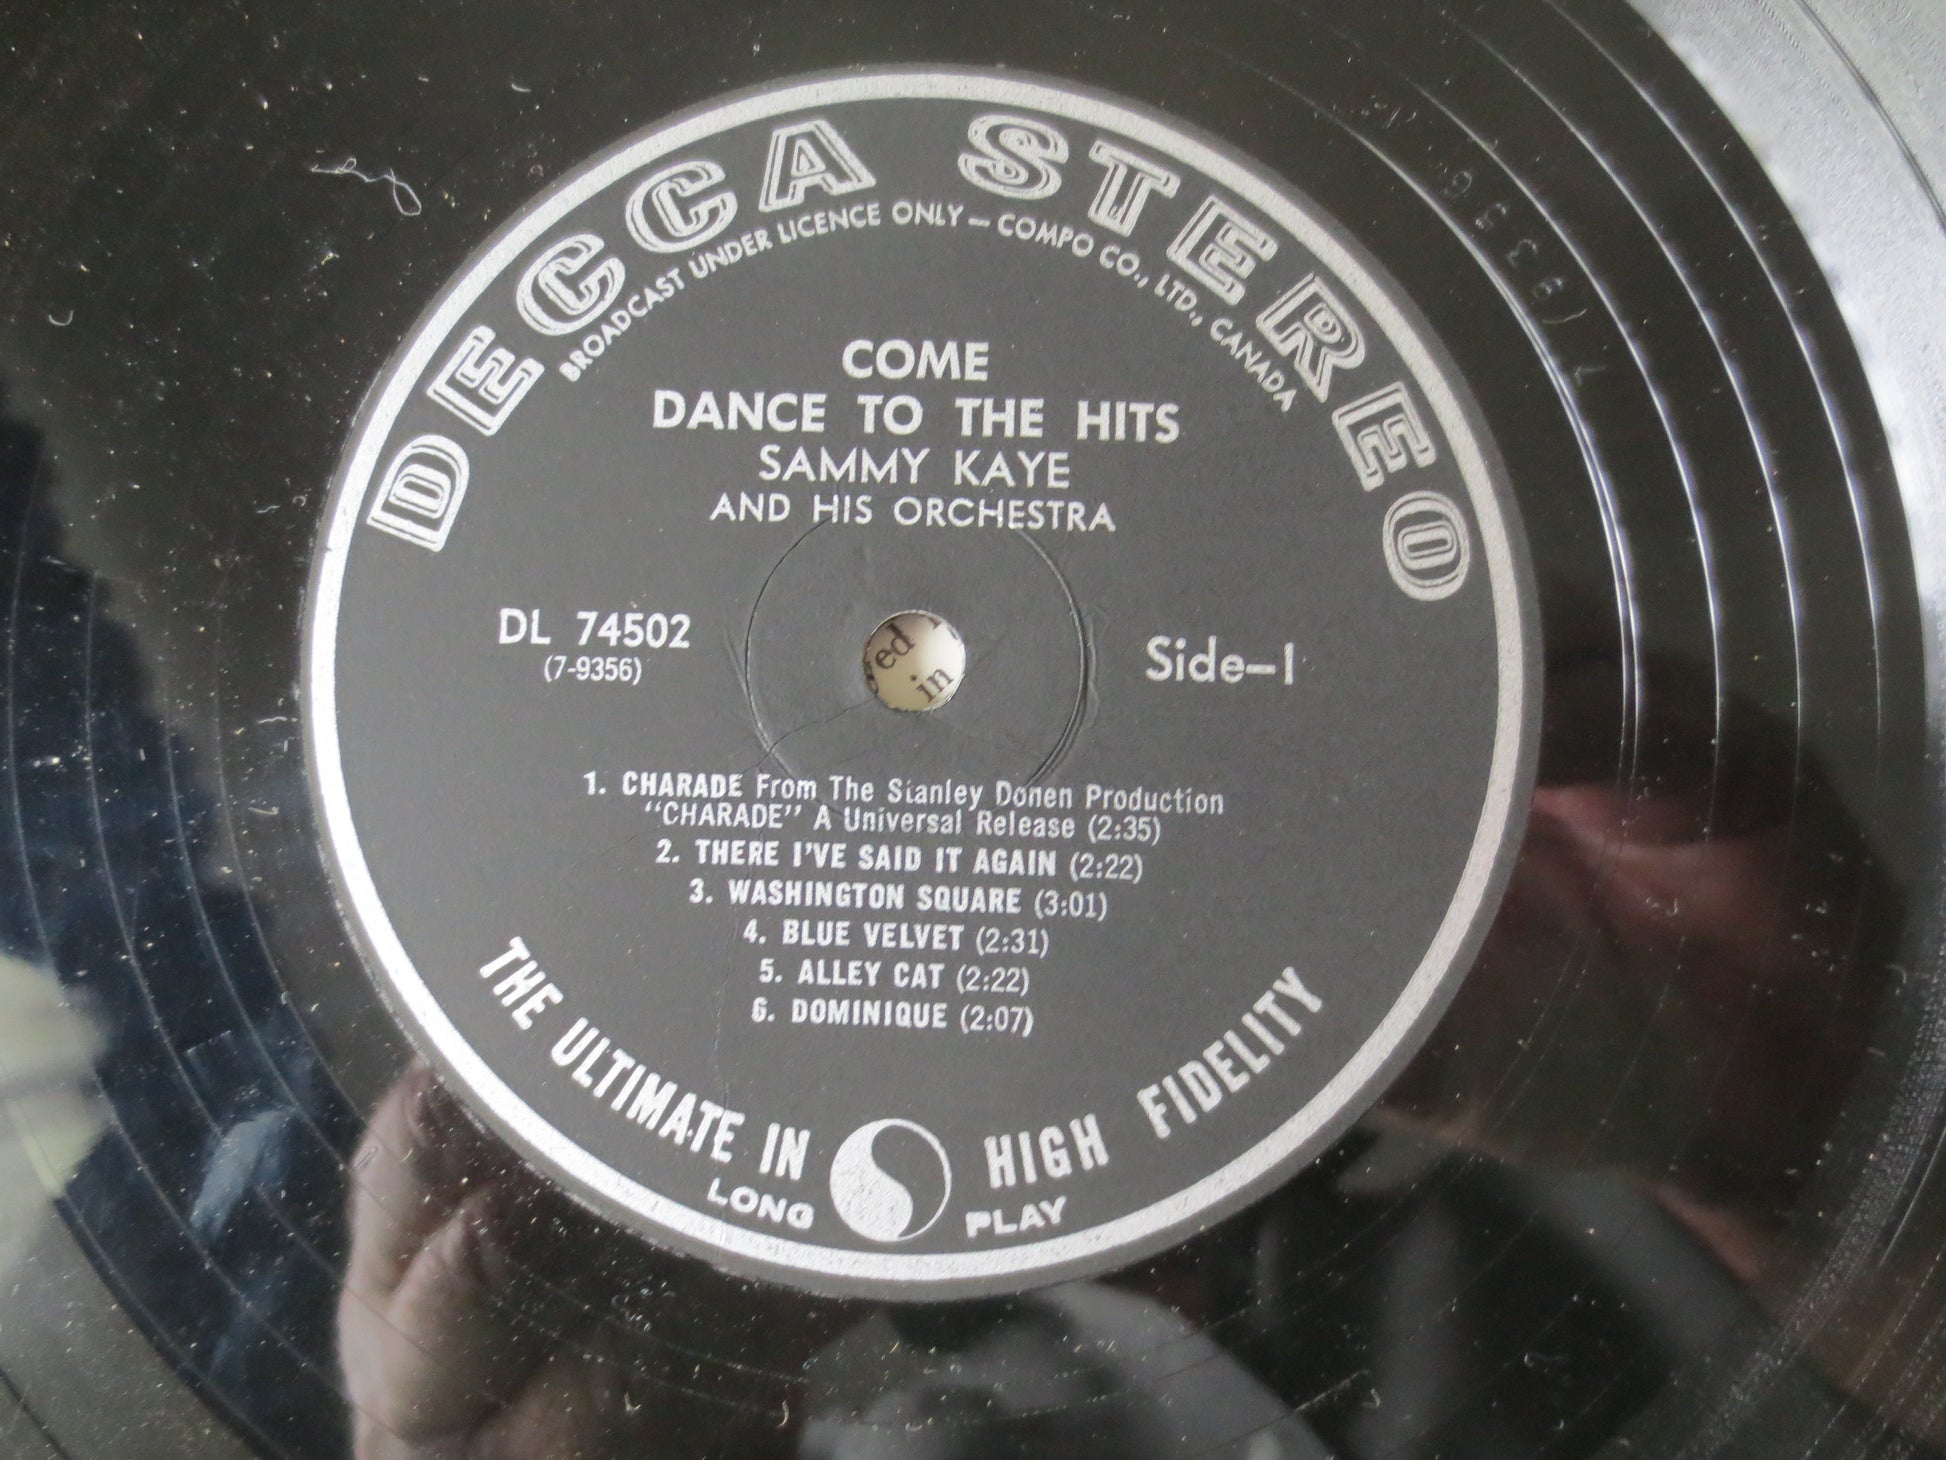 DECCA STEREO
BROADCAST UNDER LICENCE ONLY — COMPO CO., LTD., CANADA
COME
DANCE TO THE HITS
SAMMY KAYE
AND HIS ORCHESTRA
DL 74502
(7-9356)
Side-1
ed
in
1. CHARADE From The Stanley Donen Production
"CHARADE" A Universal Release (2:35)
2. THERE I'VE SAID IT AGAIN (2:22)
3. WASHINGTON SQUARE (3:01)
4. BLUE VELVET (2:31)
5. ALLEY CAT (2:22)
6. DOMINIQUE (2:07)
THE ULTIMATE IN HIGH FIDELITY
LONG PLAY